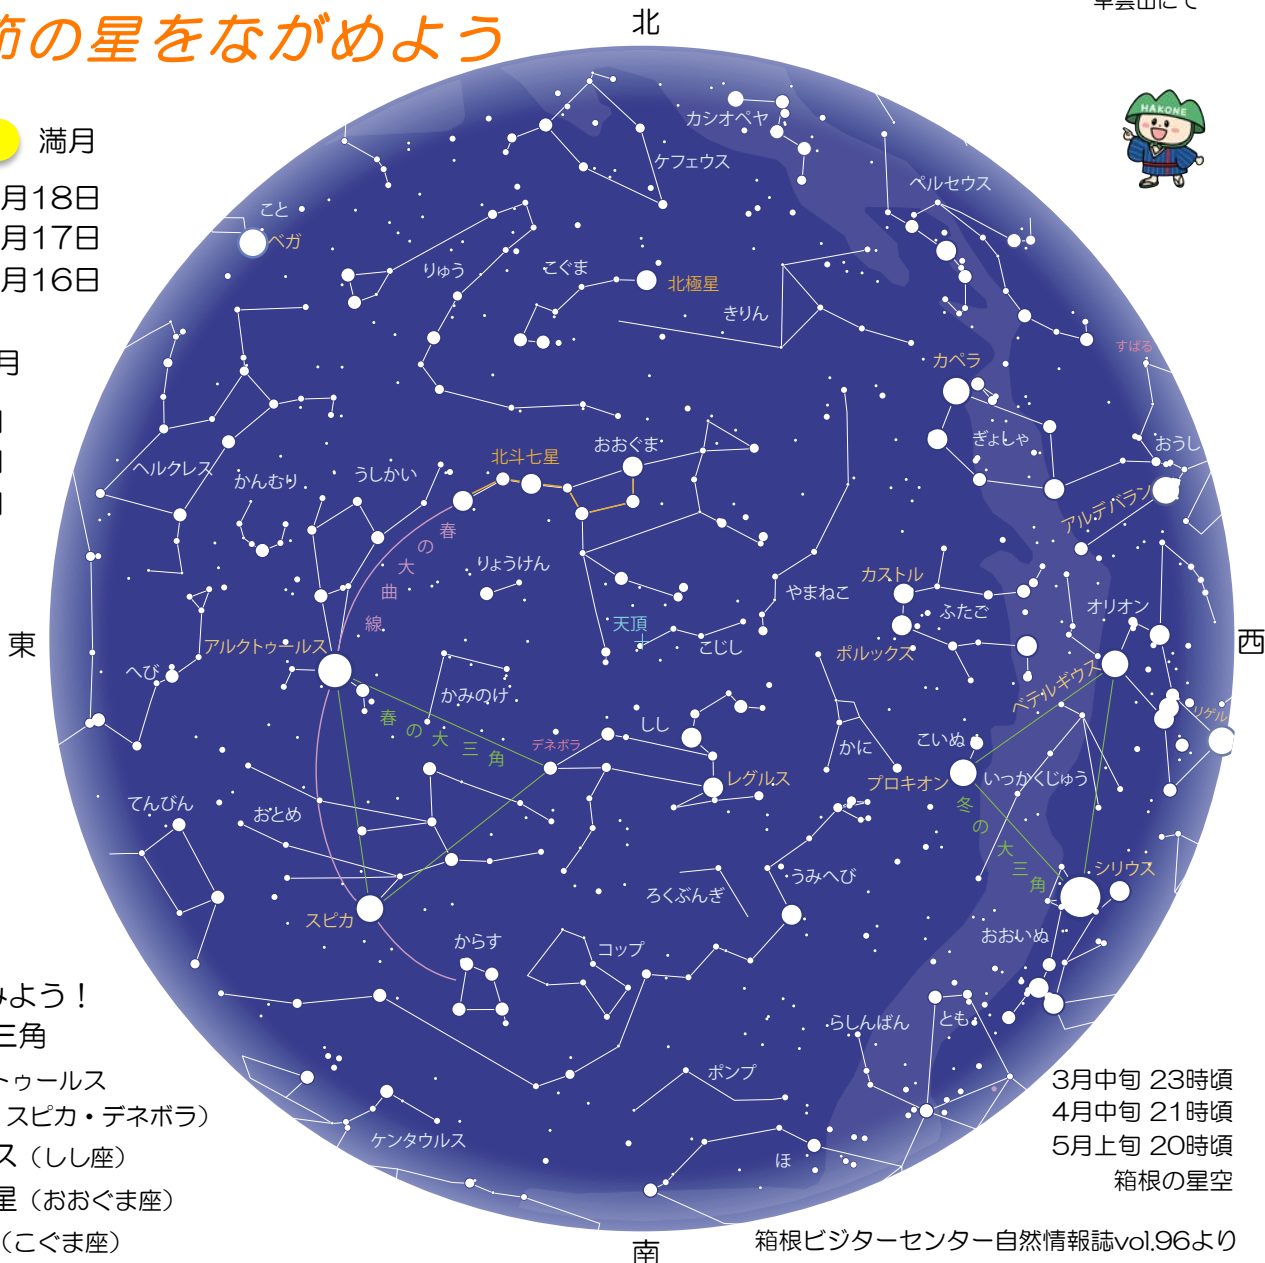 早雲山にて
節の星をながめよう
満月
月18日
月17日
月16日
月
日
日
日
北
東
西
南
HAKONE
カシオペヤ
ケフェウス
ペルセウス
こと
ベガ
りゅう
こぐま
北極星
きりん
すばる
カペラ
ぎょしゃ
おうし
アルデバラン
ヘルクレス
かんむり
うしかい
北斗七星
おおぐま
春の大曲線
りょうけん
やまねこ
カストル
ふたご
オリオン
天頂
こじし
ポルックス
アルクトゥールス
へび
かみのけ
春の大三角
デネボラ
しし
レグルス
かに
こいぬ
プロキオン
ベテルギウス
リゲル
いっかくじゅう
冬の大三角
シリウス
てんびん
おとめ
スピカ
うみへび
ろくぶんぎ
おおいぬ
からす
コップ
らしんばん
とも
ポンプ
ケンタウルス
ほ
みよう!
三角
トゥールス
スピカ・デネボラ)
ス(しし座)
星(おおぐま座)
(こぐま座)
3月中旬 23時頃
4月中旬 21時頃
5月上旬 20時頃
箱根の星空
箱根ビジターセンター自然情報誌vol.96より